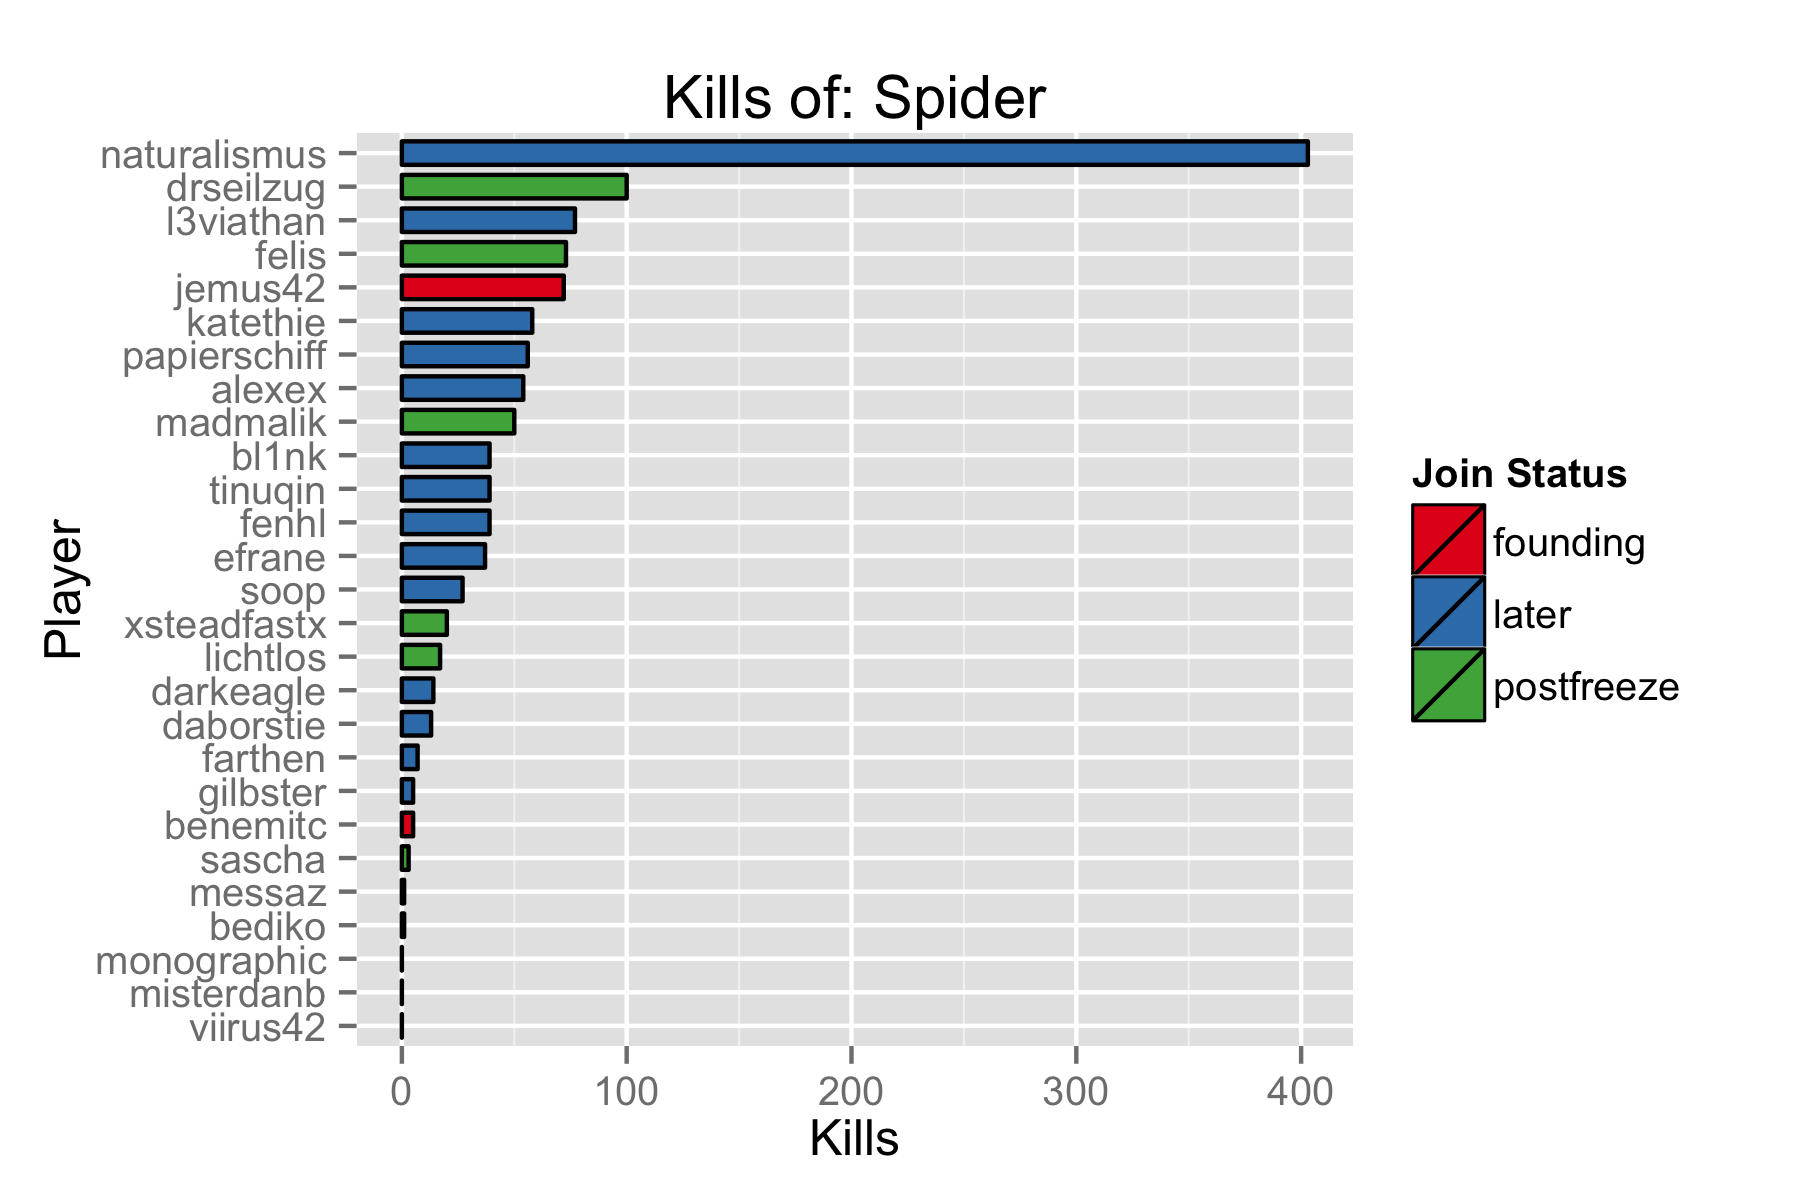 Kills of: Spider
naturalismus
drseilzug
l3viathan
felis
jemus42
katethie
papierschiff
alexex
madmalik
bl1nk
tinuqin
fenhl
efrane
soop
xsteadfastx
lichtlos
darkeagle
daborstie
farthen
gilbster
benemitc
sascha
messaz
bediko
monographic
misterdanb
viirus42
Player
0 100 200 300 400
Kills
Join Status
founding
later
postfreeze